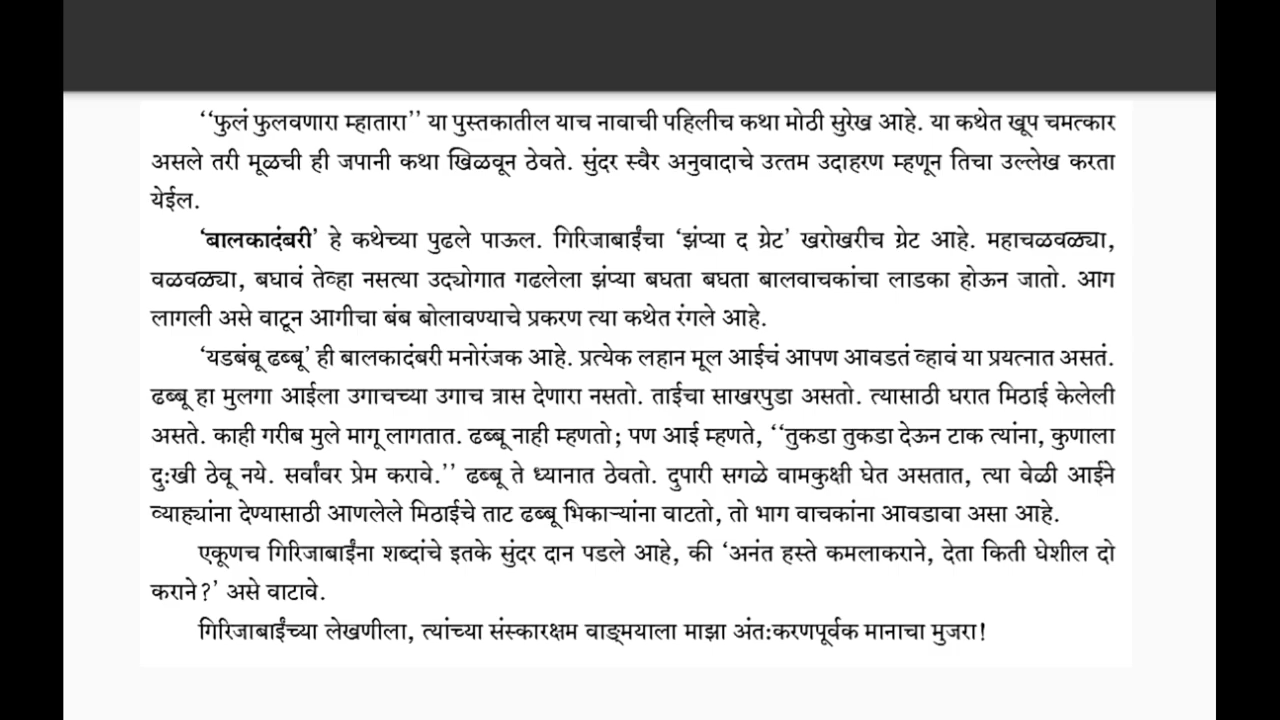 ‘‘फुलं फुलवणारा म्हातारा’’ या पुस्तकातील याच नावाची पहिलीच कथा मोठी सुरेख आहे. या कथेत खूप चमत्कार
असले तरी मूळची ही जपानी कथा खिळवून ठेवते. सुंदर स्वैर अनुवादाचे उत्तम उदाहरण म्हणून तिचा उल्लेख करता
येईल.
‘बालकादंबरी’ हे कथेच्या पुढले पाऊल. गिरिजाबाईंचा ‘झंप्या द ग्रेट’ खरोखरीच ग्रेट आहे. महाचळवळ्या,
वळवळ्या, बघावं तेव्हा नसत्या उद्योगात गढलेला झंप्या बघता बघता बालवाचकांचा लाडका होऊन जातो. आग
लागली असे वाटून आगीचा बंब बोलावण्याचे प्रकरण त्या कथेत रंगले आहे.
‘यडबंबू ढब्बू’ ही बालकादंबरी मनोरंजक आहे. प्रत्येक लहान मूल आईचं आपण आवडतं व्हावं या प्रयत्नात असतं.
ढब्बू हा मुलगा आईला उगाचच्या उगाच त्रास देणारा नसतो. ताईचा साखरपुडा असतो. त्यासाठी घरात मिठाई केलेली
असते. काही गरीब मुले मागू लागतात. ढब्बू नाही म्हणतो; पण आई म्हणते, ‘‘तुकडा तुकडा देऊन टाक त्यांना, कुणाला
दुःखी ठेवू नये. सर्वांवर प्रेम करावे.’’ ढब्बू ते ध्यानात ठेवतो. दुपारी सगळे वामकुक्षी घेत असतात, त्या वेळी आईने
व्याह्यांना देण्यासाठी आणलेले मिठाईचे ताट ढब्बू भिकाऱ्यांना वाटतो, तो भाग वाचकांना आवडावा असा आहे.
एकूणच गिरिजाबाईंना शब्दांचे इतके सुंदर दान पडले आहे, की ‘अनंत हस्ते कमलाकराने, देता किती घेशील दो
कराने?’ असे वाटावे.
गिरिजाबाईंच्या लेखणीला, त्यांच्या संस्कारक्षम वाङ्मयाला माझा अंतःकरणपूर्वक मानाचा मुजरा!